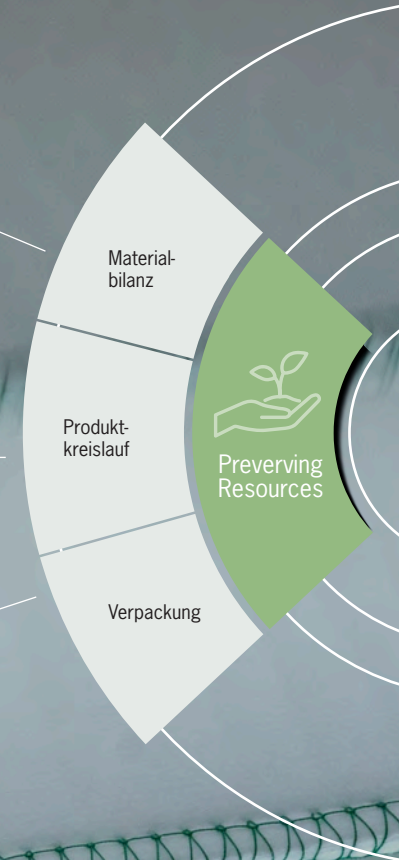 Material-
bilanz
Produkt-
kreislauf
Preverving
Resources
Verpackung